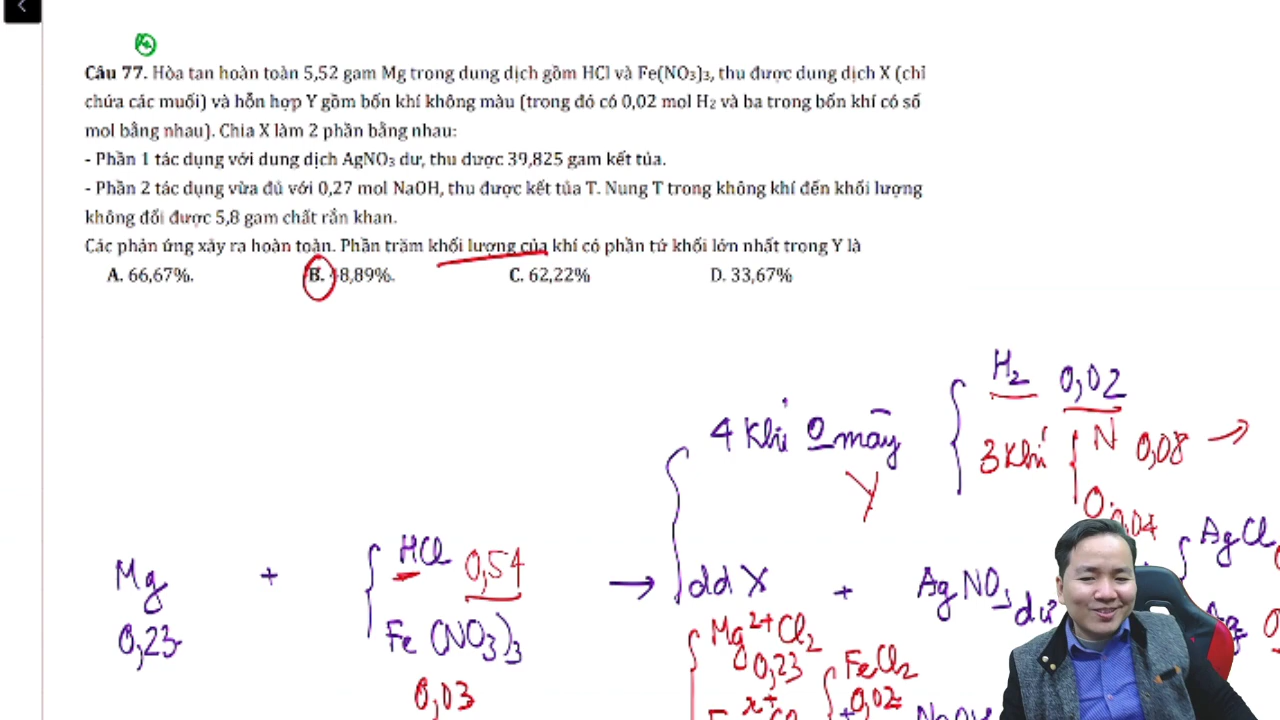 Câu 77. Hòa tan hoàn toàn 5,52 gam Mg trong dung dịch gồm HCl và Fe(NO₃)₃, thu được dung dịch X (chỉ
chứa các muối) và hỗn hợp Y gồm bốn khí không màu (trong đó có 0,02 mol H₂ và ba trong bốn khí có số
mol bằng nhau). Chia X làm 2 phần bằng nhau:
- Phần 1 tác dụng với dung dịch AgNO₃ dư, thu được 39,825 gam kết tủa.
- Phần 2 tác dụng vừa đủ với 0,27 mol NaOH, thu được kết tủa T. Nung T trong không khí đến khối lượng
không đổi được 5,8 gam chất rắn khan.
Các phản ứng xảy ra hoàn toàn. Phần trăm khối lượng của khí có phần tử khối lớn nhất trong Y là
A. 66,67%. B. 8,89%. C. 62,22% D. 33,67%
H₂ 0,02
4 khí màu
3 khí N 0,08 →
Y
O 0,04
AgCl
Mg + HCl 0,54 → dd X + AgNO₃ dư
0,23 Fe(NO₃)₃
Mg²⁺Cl₂
0,23 FeCl₂
0,03 0,02
NaOH